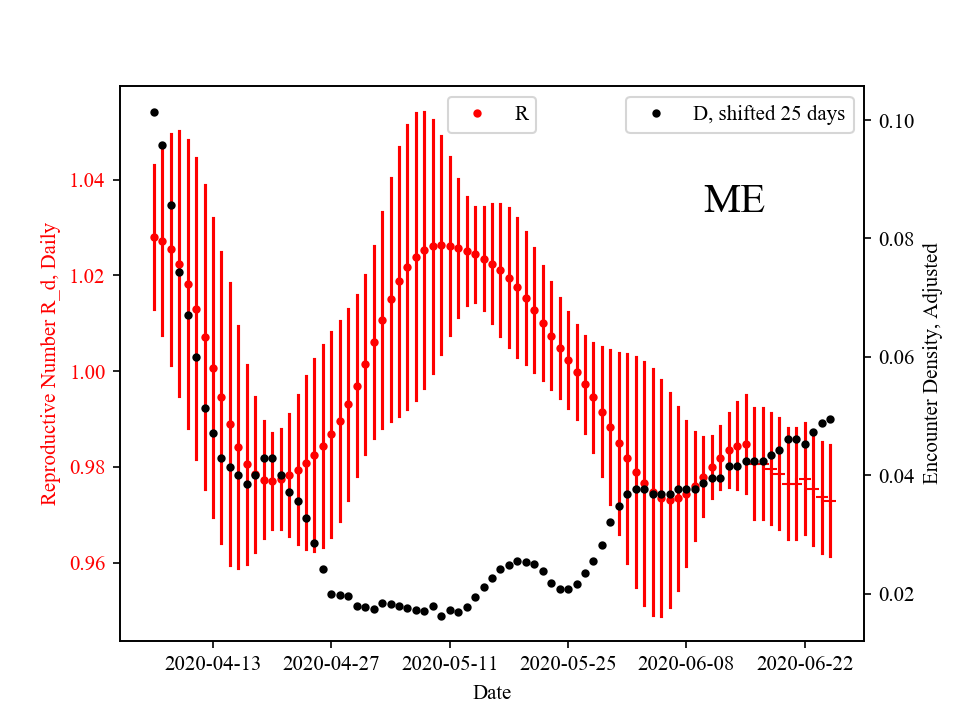 R
D, shifted 25 days
ME
Reproductive Number R_d, Daily
1.04
1.02
1.00
0.98
0.96
0.10
0.08
0.06
0.04
0.02
Encounter Density, Adjusted
2020-04-13
2020-04-27
2020-05-11
2020-05-25
2020-06-08
2020-06-22
Date